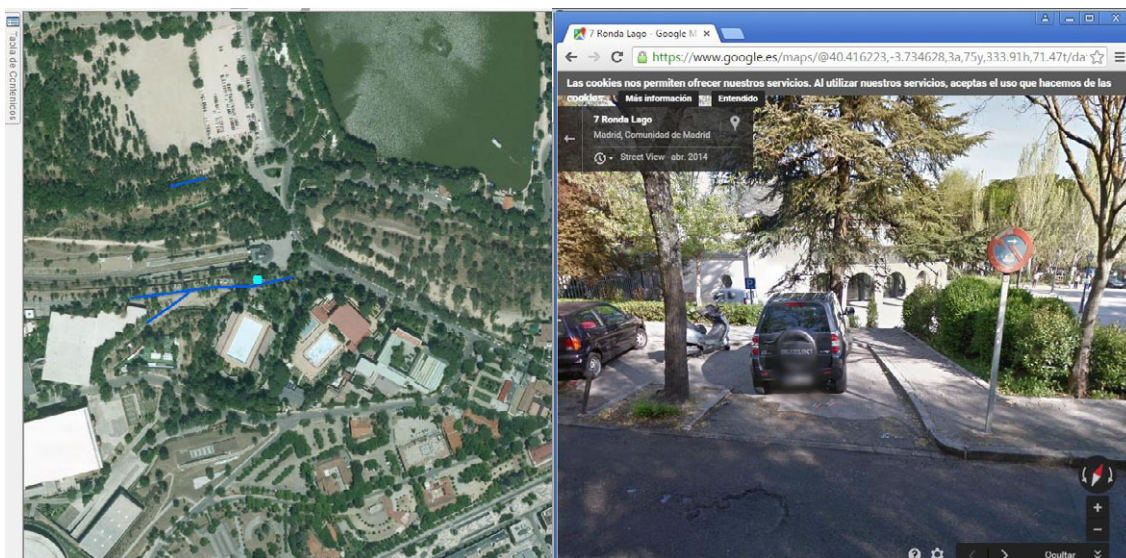 Tabla de Contenidos
7 Ronda Lago - Google M
https://www.google.es/maps/@40.416223,-3.734628,3a,75y,333.91h,71.47t/da
Las cookies nos permiten ofrecer nuestros servicios. Al utilizar nuestros servicios, aceptas el uso que hacemos de las
cookies.
Más información
Entendido
7 Ronda Lago
Madrid, Comunidad de Madrid
Street View - abr. 2014
P
SUZUKI
Ocultar